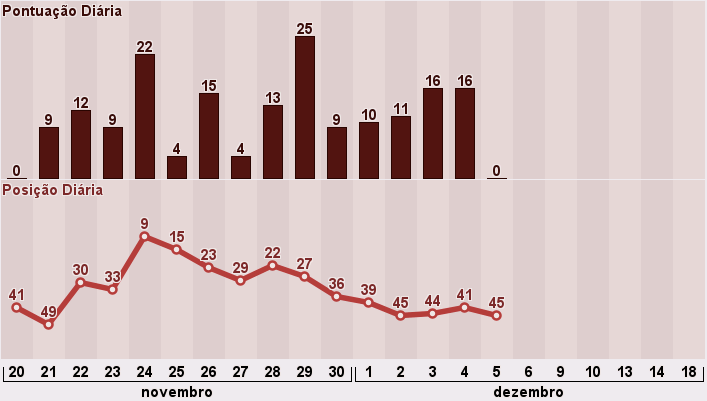 Pontuação Diária
0 9 12 9 22 4 15 4 13 25 9 10 11 16 16 0
Posição Diária
41 49 30 33 9 15 23 29 22 27 36 39 45 44 41 45
20 21 22 23 24 25 26 27 28 29 30 1 2 3 4 5 6 9 10 13 14 18
novembro dezembro